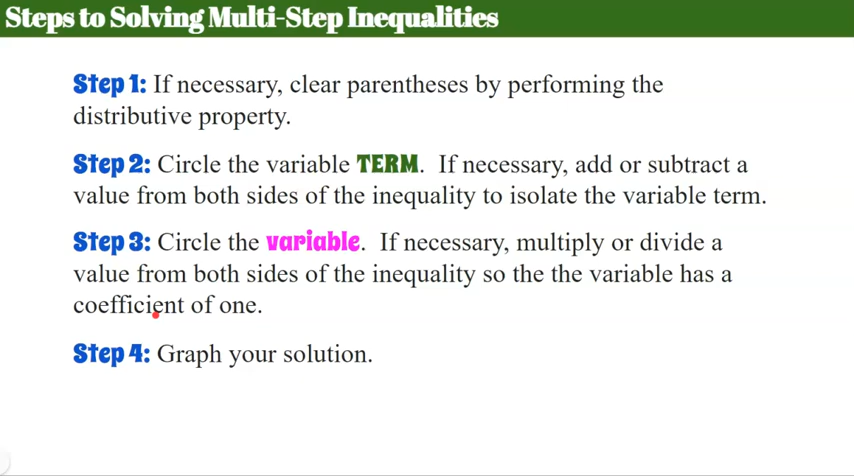 Steps to Solving Multi-Step Inequalities
Step 1: If necessary, clear parentheses by performing the
distributive property.
Step 2: Circle the variable TERM. If necessary, add or subtract a
value from both sides of the inequality to isolate the variable term.
Step 3: Circle the variable. If necessary, multiply or divide a
value from both sides of the inequality so the the variable has a
coefficient of one.
Step 4: Graph your solution.